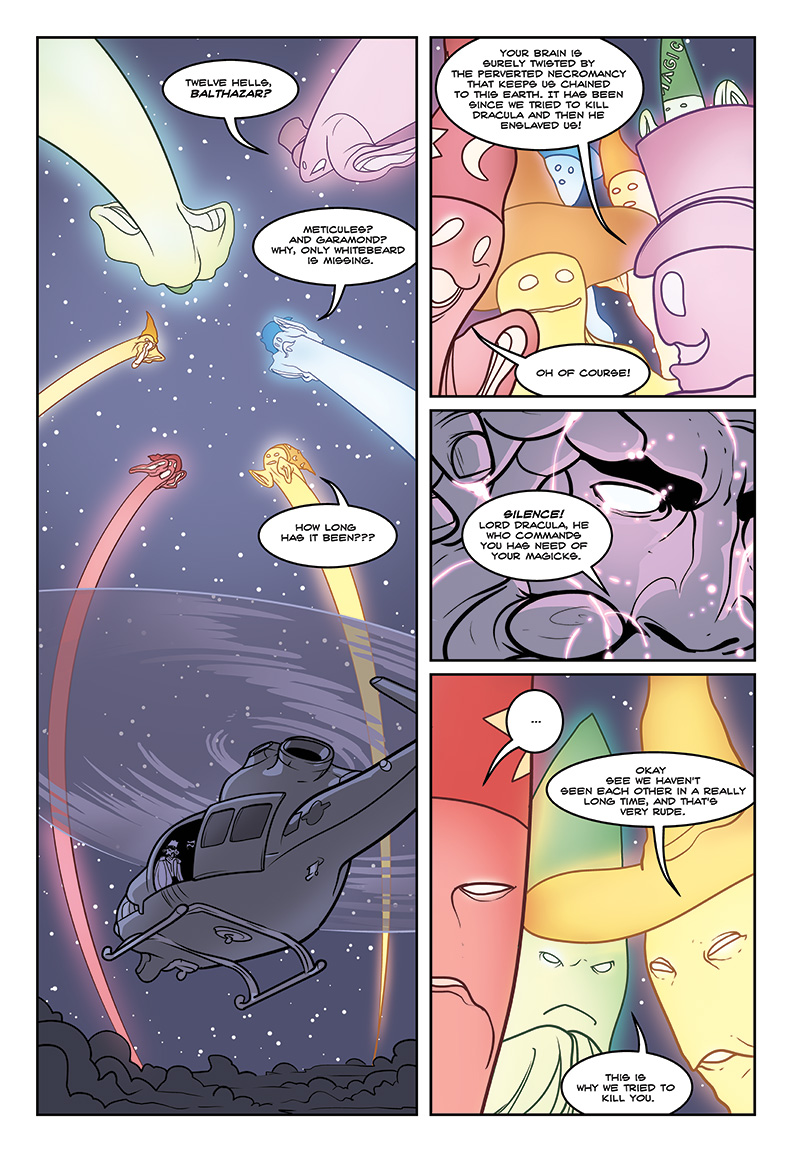 TWELVE HELLS,
BALTHAZAR?
METICULES?
AND GARAMOND?
WHY, ONLY WHITEBEARD
IS MISSING.
HOW LONG
HAS IT BEEN???
MAGIC
YOUR BRAIN IS
SURELY TWISTED BY
THE PERVERTED NECROMANCY
THAT KEEPS US CHAINED
TO THIS EARTH. IT HAS BEEN
SINCE WE TRIED TO KILL
DRACULA AND THEN HE
ENSLAVED US!
OH OF COURSE!
SILENCE!
LORD DRACULA, HE
WHO COMMANDS
YOU HAS NEED OF
YOUR MAGICKS.
...
OKAY
SEE WE HAVEN'T
SEEN EACH OTHER IN A REALLY
LONG TIME, AND THAT'S
VERY RUDE.
THIS IS
WHY WE TRIED TO
KILL YOU.